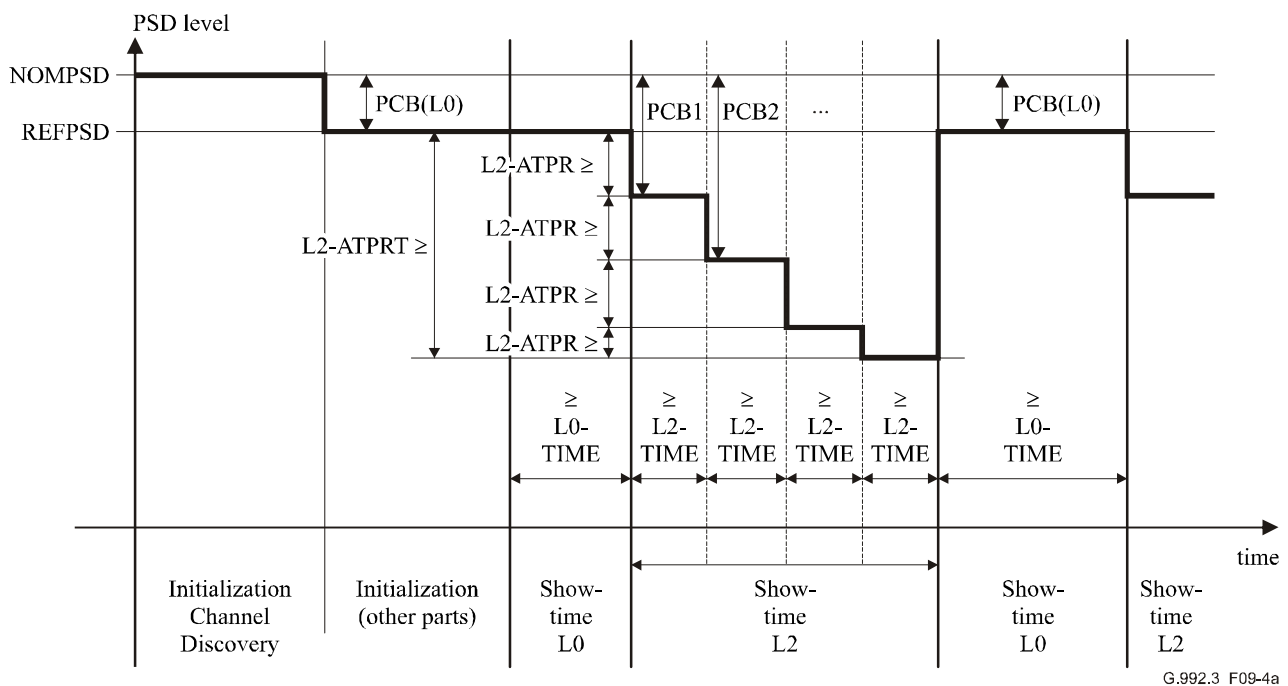 PSD level
NOMPSD
PCB(L0)
PCB1
PCB2
...
PCB(L0)
REFPSD
L2-ATPR ≥
L2-ATPR ≥
L2-ATPRT ≥
L2-ATPR ≥
L2-ATPR ≥
≥
L0-
TIME
≥
L2-
TIME
≥
L2-
TIME
≥
L2-
TIME
≥
L2-
TIME
≥
L0-
TIME
time
Initialization
Channel
Discovery
Initialization
(other parts)
Show-
time
L0
Show-
time
L2
Show-
time
L0
Show-
time
L2
G.992.3_F09-4a